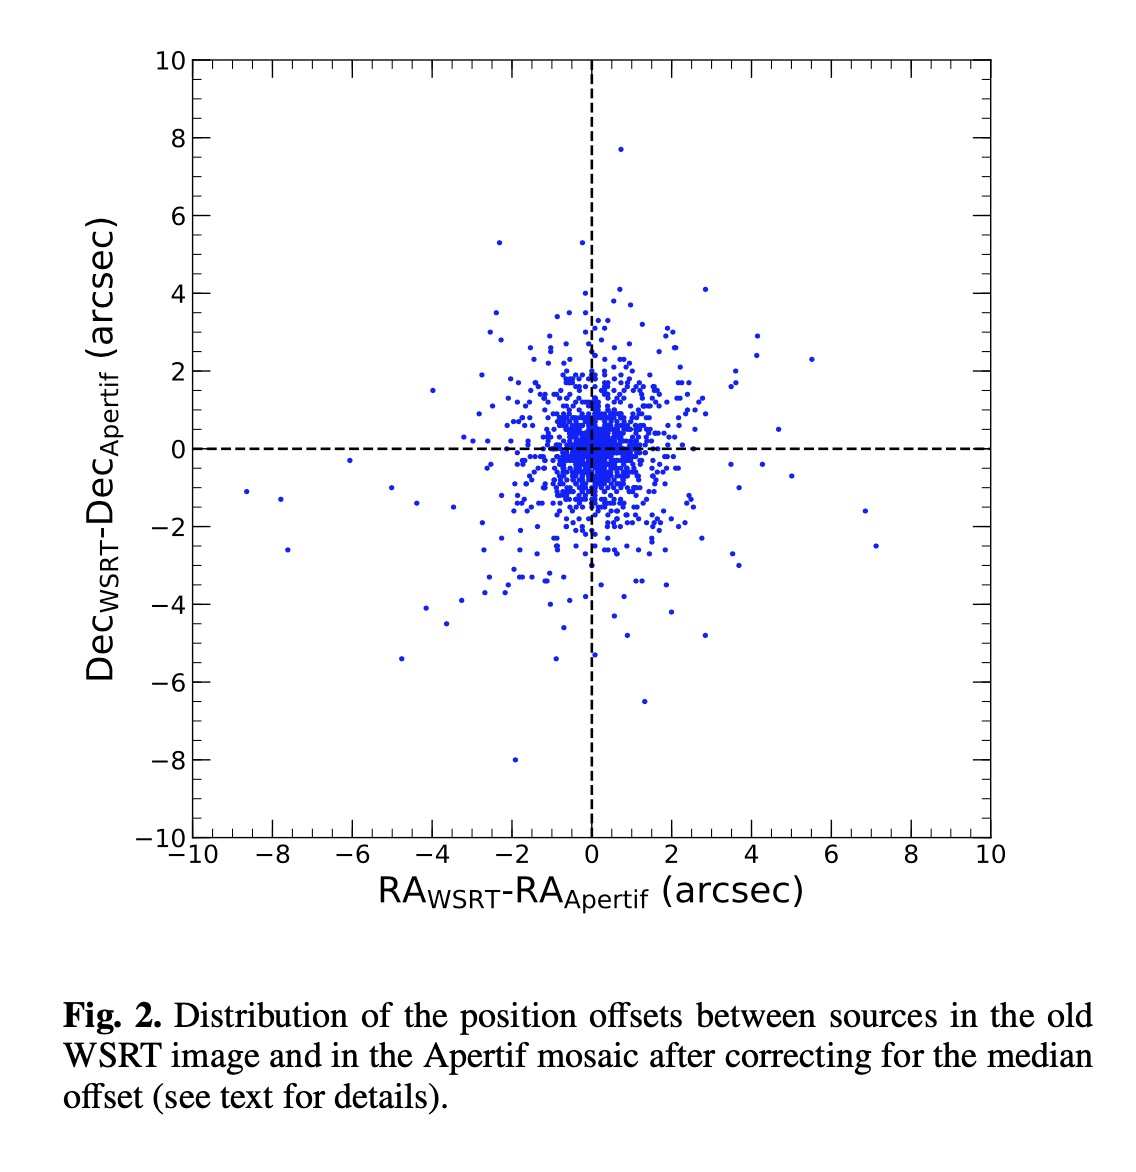 10
8
6
4
2
0
−2
−4
−6
−8
−10
Dec_WSRT-Dec_Apertif (arcsec)
−10 −8 −6 −4 −2 0 2 4 6 8 10
RA_WSRT-RA_Apertif (arcsec)
Fig. 2. Distribution of the position offsets between sources in the old
WSRT image and in the Apertif mosaic after correcting for the median
offset (see text for details).